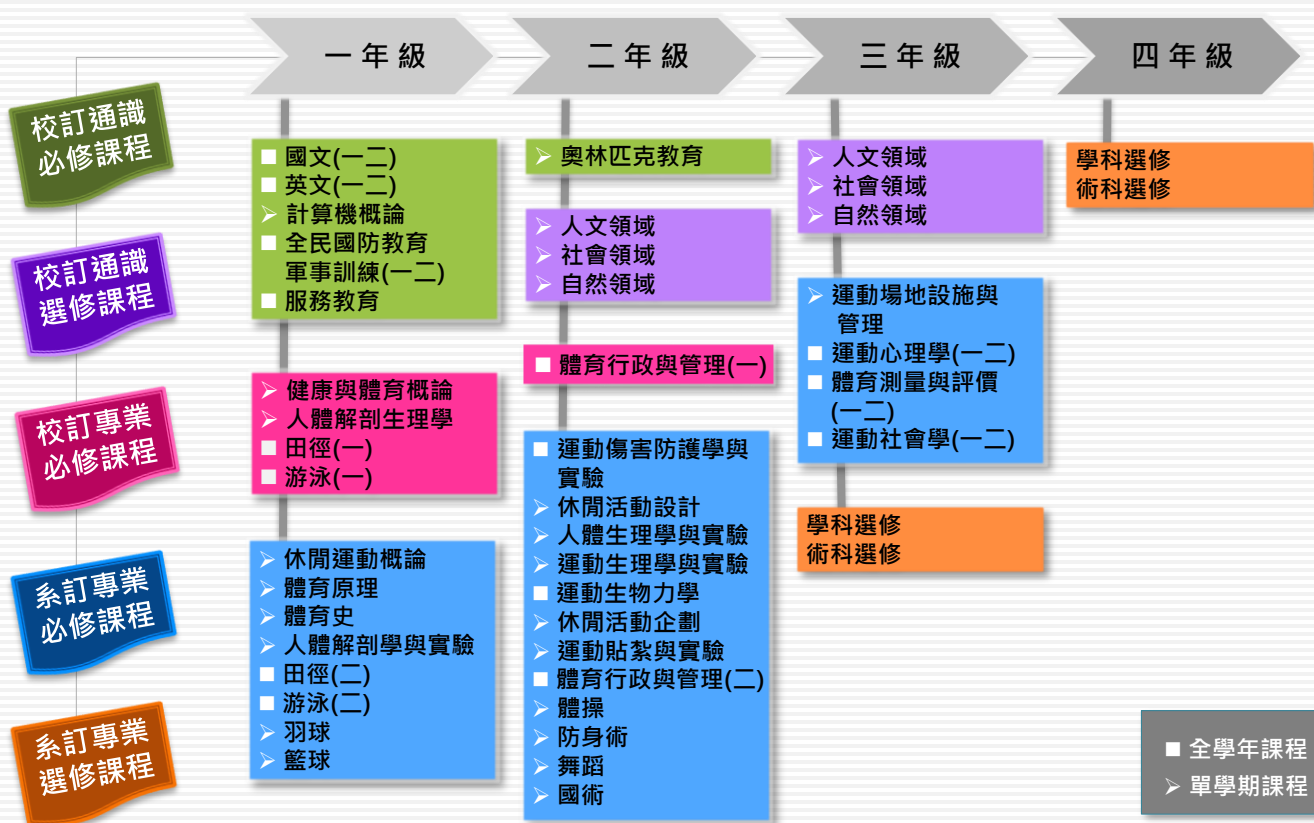 一年級
二年級
三年級
四年級
校訂通識
必修課程
校訂通識
選修課程
校訂專業
必修課程
系訂專業
必修課程
系訂專業
選修課程
■ 國文(一二)
■ 英文(一二)
➢ 計算機概論
■ 全民國防教育
軍事訓練(一二)
■ 服務教育
➢ 健康與體育概論
➢ 人體解剖生理學
■ 田徑(一)
■ 游泳(一)
➢ 休閒運動概論
➢ 體育原理
➢ 體育史
➢ 人體解剖學與實驗
■ 田徑(二)
■ 游泳(二)
➢ 羽球
➢ 籃球
➢ 奧林匹克教育
➢ 人文領域
➢ 社會領域
➢ 自然領域
■ 體育行政與管理(一)
■ 運動傷害防護學與
實驗
➢ 休閒活動設計
➢ 人體生理學與實驗
➢ 運動生理學與實驗
■ 運動生物力學
➢ 休閒活動企劃
➢ 運動貼紮與實驗
■ 體育行政與管理(二)
➢ 體操
➢ 防身術
➢ 舞蹈
➢ 國術
➢ 人文領域
➢ 社會領域
➢ 自然領域
➢ 運動場地設施與
管理
■ 運動心理學(一二)
■ 體育測量與評價
(一二)
■ 運動社會學(一二)
學科選修
術科選修
學科選修
術科選修
■ 全學年課程
➢ 單學期課程